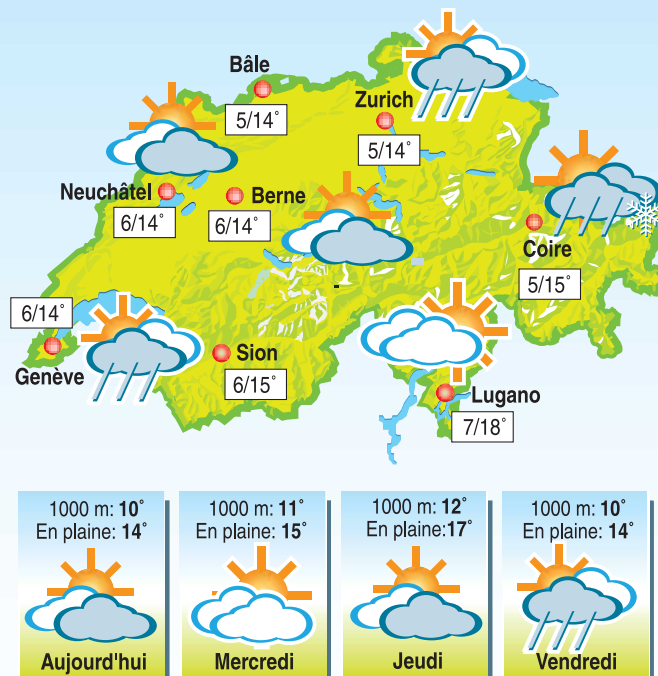 Bâle
5/14°
Zurich
5/14°
Neuchâtel
6/14°
Berne
6/14°
Coire
5/15°
6/14°
Genève
Sion
6/15°
Lugano
7/18°
1000 m: 10°
En plaine: 14°
Aujourd'hui
1000 m: 11°
En plaine: 15°
Mercredi
1000 m: 12°
En plaine:17°
Jeudi
1000 m: 10°
En plaine: 14°
Vendredi